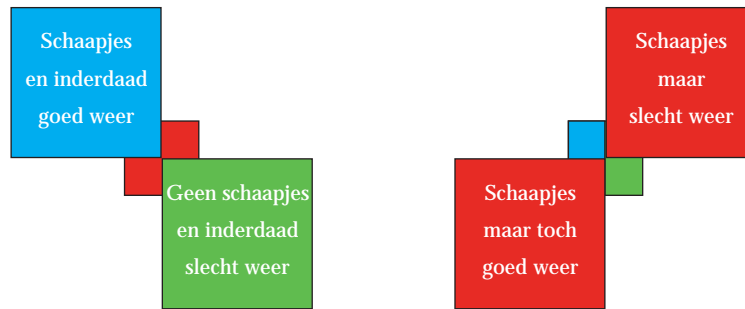 Schaapjes
en inderdaad
goed weer
Geen schaapjes
en inderdaad
slecht weer
Schaapjes
maar
slecht weer
Schaapjes
maar toch
goed weer